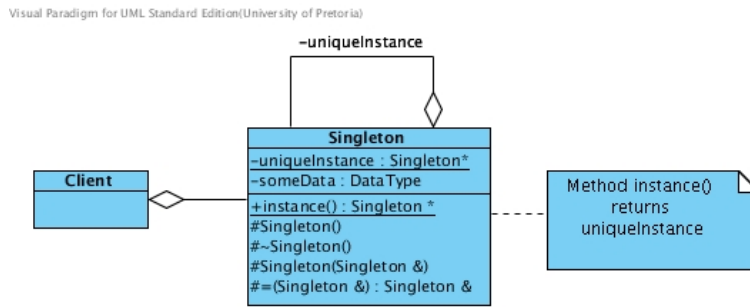 Visual Paradigm for UML Standard Edition(University of Pretoria)
-uniqueInstance
Singleton
-uniqueInstance : Singleton*
-someData : DataType
+instance() : Singleton *
#Singleton()
#~Singleton()
#Singleton(Singleton &)
#=(Singleton &) : Singleton &
Client
Method instance()
returns
uniqueInstance